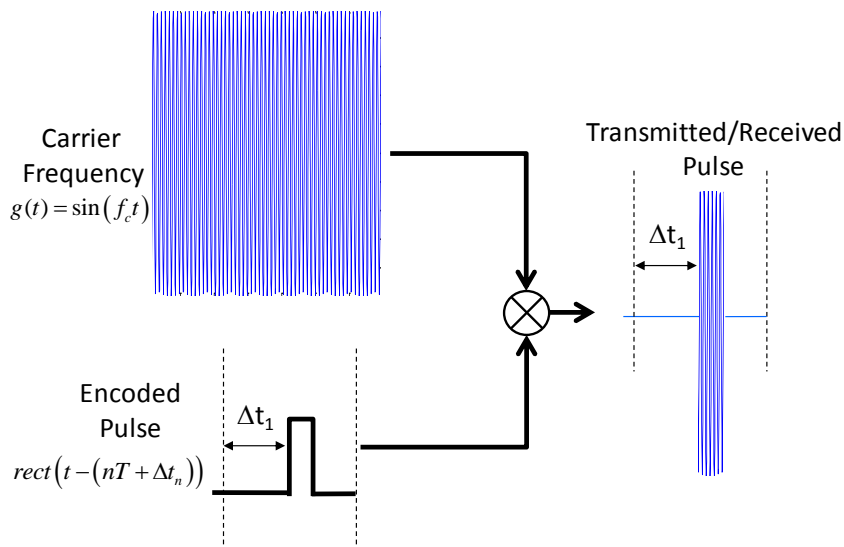 Carrier
Frequency
g(t) = sin(f_c t)
Transmitted/Received
Pulse
Δt₁
Encoded
Pulse
rect(t − (nT + Δt_n))
Δt₁